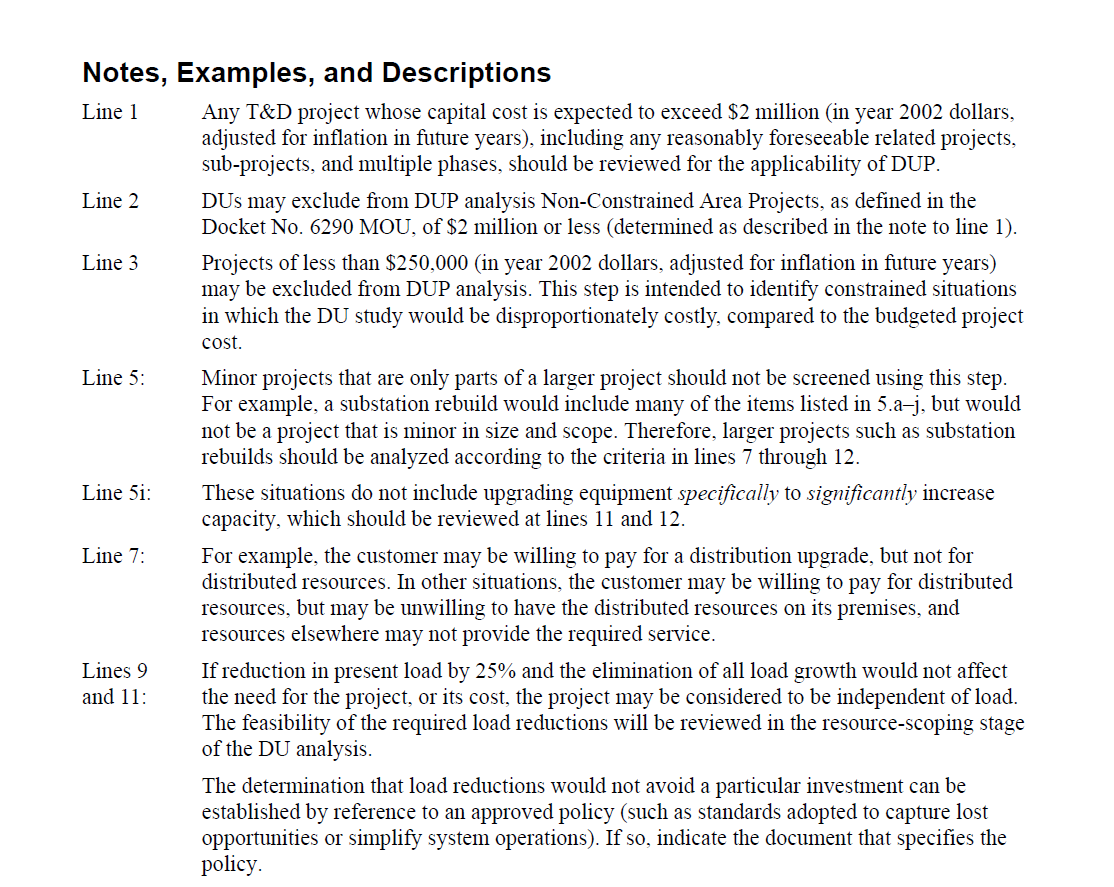 Notes, Examples, and Descriptions
Line 1 Any T&D project whose capital cost is expected to exceed $2 million (in year 2002 dollars,
adjusted for inflation in future years), including any reasonably foreseeable related projects,
sub-projects, and multiple phases, should be reviewed for the applicability of DUP.
Line 2 DUs may exclude from DUP analysis Non-Constrained Area Projects, as defined in the
Docket No. 6290 MOU, of $2 million or less (determined as described in the note to line 1).
Line 3 Projects of less than $250,000 (in year 2002 dollars, adjusted for inflation in future years)
may be excluded from DUP analysis. This step is intended to identify constrained situations
in which the DU study would be disproportionately costly, compared to the budgeted project
cost.
Line 5: Minor projects that are only parts of a larger project should not be screened using this step.
For example, a substation rebuild would include many of the items listed in 5.a–j, but would
not be a project that is minor in size and scope. Therefore, larger projects such as substation
rebuilds should be analyzed according to the criteria in lines 7 through 12.
Line 5i: These situations do not include upgrading equipment specifically to significantly increase
capacity, which should be reviewed at lines 11 and 12.
Line 7: For example, the customer may be willing to pay for a distribution upgrade, but not for
distributed resources. In other situations, the customer may be willing to pay for distributed
resources, but may be unwilling to have the distributed resources on its premises, and
resources elsewhere may not provide the required service.
Lines 9 If reduction in present load by 25% and the elimination of all load growth would not affect
and 11: the need for the project, or its cost, the project may be considered to be independent of load.
The feasibility of the required load reductions will be reviewed in the resource-scoping stage
of the DU analysis.
The determination that load reductions would not avoid a particular investment can be
established by reference to an approved policy (such as standards adopted to capture lost
opportunities or simplify system operations). If so, indicate the document that specifies the
policy.